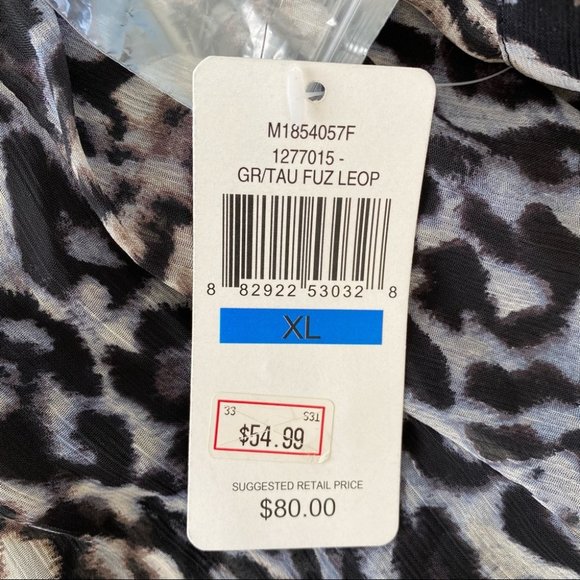 M1854057F
1277015 -
GR/TAU FUZ LEOP
8 82922 53032 8
XL
33 S31
$54.99
SUGGESTED RETAIL PRICE
$80.00